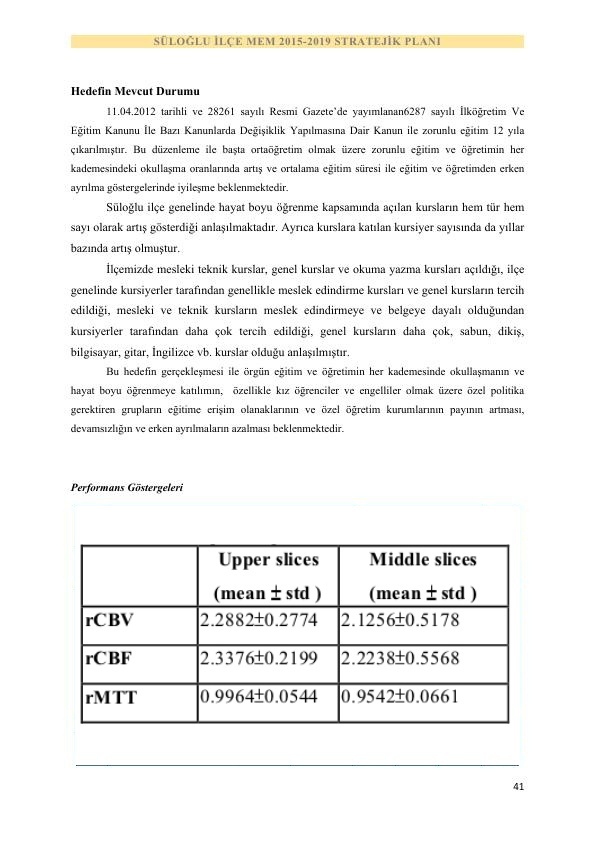 SÜLOĞLU İLÇE MEM 2015-2019 STRATEJİK PLANI
Hedefin Mevcut Durumu
11.04.2012 tarihli ve 28261 sayılı Resmi Gazete’de yayımlanan6287 sayılı İlköğretim Ve
Eğitim Kanunu İle Bazı Kanunlarda Değişiklik Yapılmasına Dair Kanun ile zorunlu eğitim 12 yıla
çıkarılmıştır. Bu düzenleme ile başta ortaöğretim olmak üzere zorunlu eğitim ve öğretimin her
kademesindeki okullaşma oranlarında artış ve ortalama eğitim süresi ile eğitim ve öğretimden erken
ayrılma göstergelerinde iyileşme beklenmektedir.
Süloğlu ilçe genelinde hayat boyu öğrenme kapsamında açılan kursların hem tür hem
sayı olarak artış gösterdiği anlaşılmaktadır. Ayrıca kurslara katılan kursiyer sayısında da yıllar
bazında artış olmuştur.
İlçemizde mesleki teknik kurslar, genel kurslar ve okuma yazma kursları açıldığı, ilçe
genelinde kursiyerler tarafından genellikle meslek edindirme kursları ve genel kursların tercih
edildiği, mesleki ve teknik kursların meslek edindirmeye ve belgeye dayalı olduğundan
kursiyerler tarafından daha çok tercih edildiği, genel kursların daha çok, sabun, dikiş,
bilgisayar, gitar, İngilizce vb. kurslar olduğu anlaşılmıştır.
Bu hedefin gerçekleşmesi ile örgün eğitim ve öğretimin her kademesinde okullaşmanın ve
hayat boyu öğrenmeye katılımın, özellikle kız öğrenciler ve engelliler olmak üzere özel politika
gerektiren grupların eğitime erişim olanaklarının ve özel öğretim kurumlarının payının artması,
devamsızlığın ve erken ayrılmaların azalması beklenmektedir.
Performans Göstergeleri
Upper slices Middle slices
(mean ± std ) (mean ± std )
rCBV 2.2882±0.2774 2.1256±0.5178
rCBF 2.3376±0.2199 2.2238±0.5568
rMTT 0.9964±0.0544 0.9542±0.0661
41